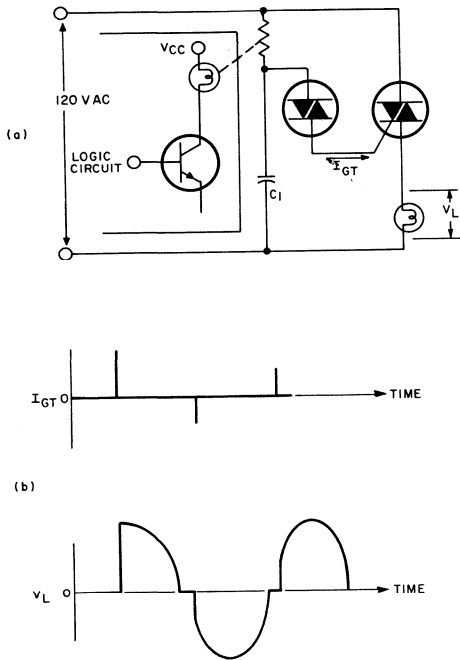 (a)
120 VAC
VCC
LOGIC
CIRCUIT
C1
IGT
VL
(b)
IGT 0
TIME
VL 0
TIME